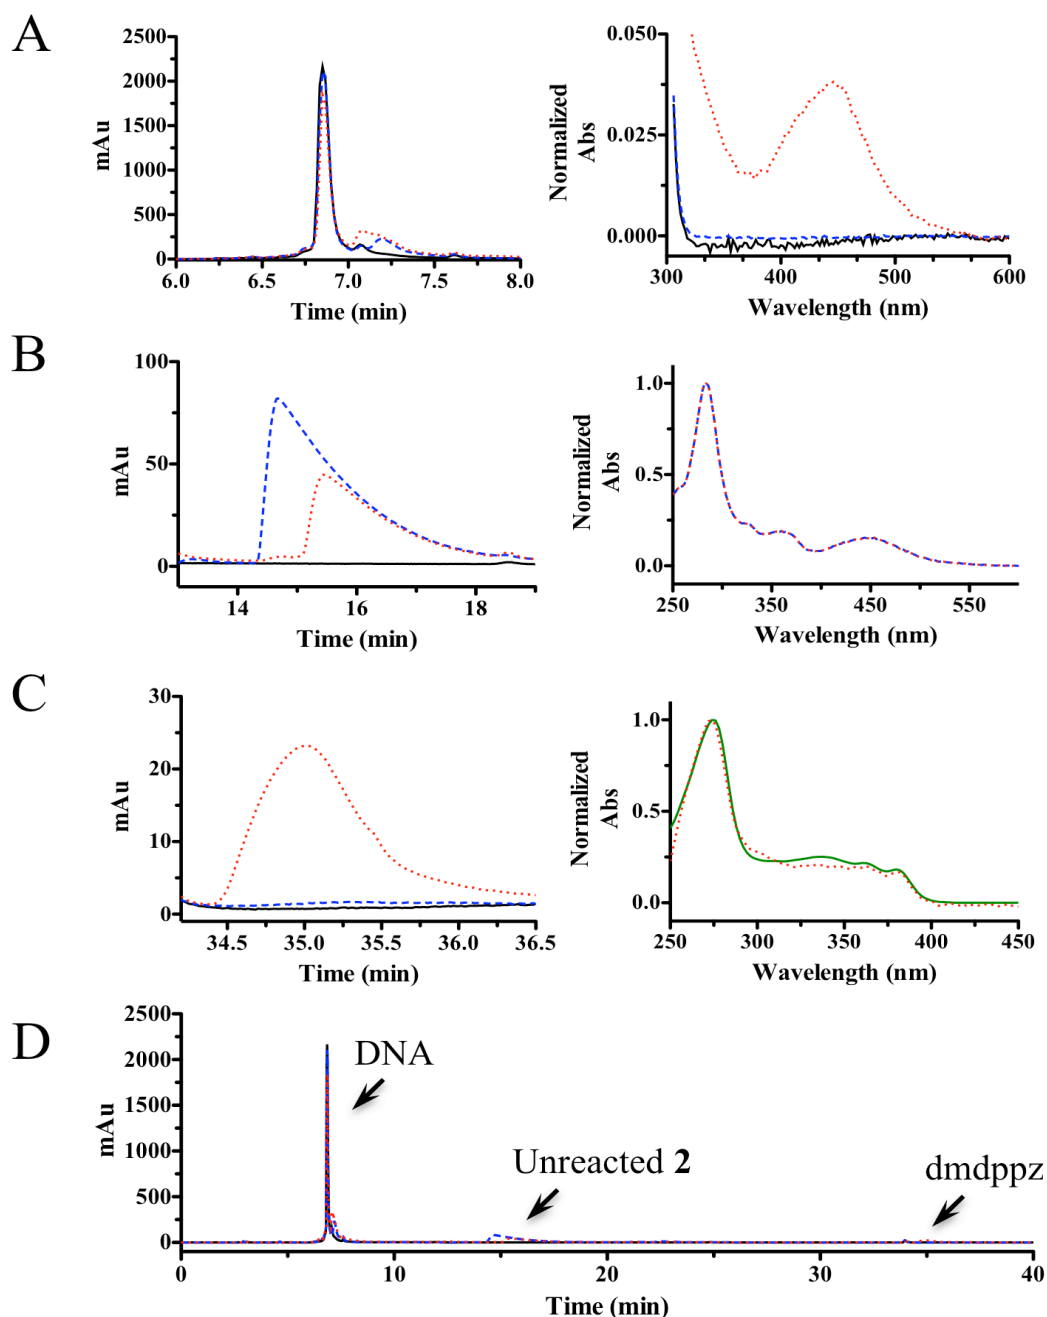 A
2500
2000
1500
1000
500
0
mAu
6.0 6.5 7.0 7.5 8.0
Time (min)
0.050
0.025
0.000
Normalized
Abs
300 400 500 600
Wavelength (nm)
B
100
50
0
mAu
14 16 18
Time (min)
1.0
0.5
0.0
Normalized
Abs
250 350 450 550
Wavelength (nm)
C
30
20
10
0
mAu
34.5 35.0 35.5 36.0 36.5
Time (min)
1.0
0.5
0.0
Normalized
Abs
250 300 350 400 450
Wavelength (nm)
D
2500
2000
1500
1000
500
0
mAu
DNA
Unreacted 2
dmdppz
0 10 20 30 40
Time (min)